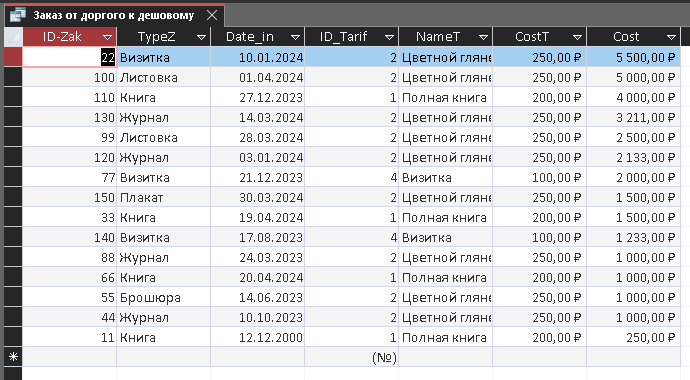 Заказ от доргого к дешовому
ID-Zak TypeZ Date_in ID_Tarif NameT CostT Cost
22 Визитка 10.01.2024 2 Цветной гляне 250,00 ₽ 5 500,00 ₽
100 Листовка 01.04.2024 2 Цветной гляне 250,00 ₽ 5 000,00 ₽
110 Книга 27.12.2023 1 Полная книга 200,00 ₽ 4 000,00 ₽
130 Журнал 14.03.2024 2 Цветной гляне 250,00 ₽ 3 211,00 ₽
99 Листовка 28.03.2024 2 Цветной гляне 250,00 ₽ 2 500,00 ₽
120 Журнал 03.01.2024 2 Цветной гляне 250,00 ₽ 2 133,00 ₽
77 Визитка 21.12.2023 4 Визитка 100,00 ₽ 2 000,00 ₽
150 Плакат 30.03.2024 2 Цветной гляне 250,00 ₽ 1 500,00 ₽
33 Книга 19.04.2024 1 Полная книга 200,00 ₽ 1 500,00 ₽
140 Визитка 17.08.2023 4 Визитка 100,00 ₽ 1 233,00 ₽
88 Журнал 24.03.2023 2 Цветной гляне 250,00 ₽ 1 000,00 ₽
66 Книга 20.04.2024 1 Полная книга 200,00 ₽ 1 000,00 ₽
55 Брошюра 14.06.2023 2 Цветной гляне 250,00 ₽ 1 000,00 ₽
44 Журнал 10.10.2023 2 Цветной гляне 250,00 ₽ 1 000,00 ₽
11 Книга 12.12.2000 1 Полная книга 200,00 ₽ 250,00 ₽
(№)